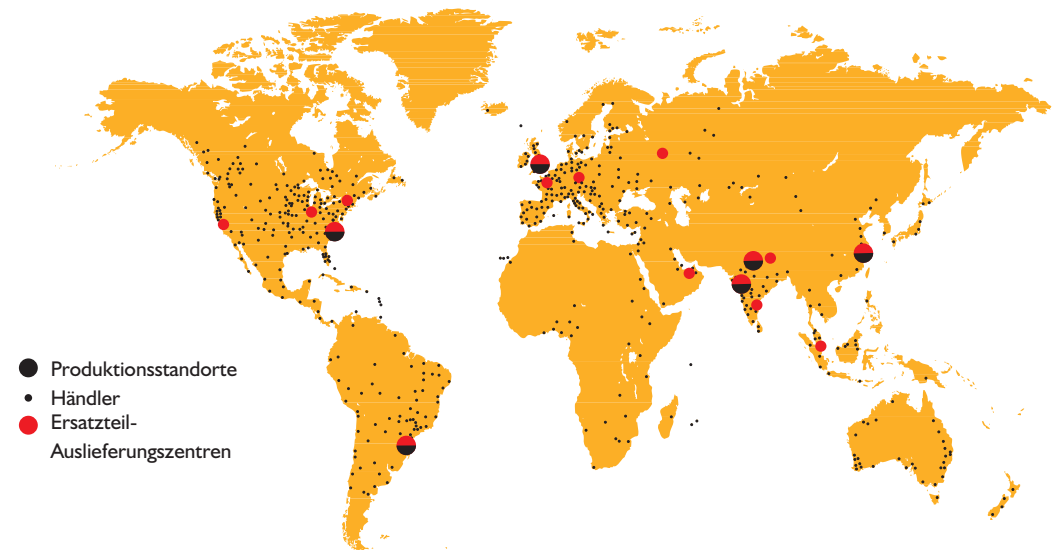 Produktionsstandorte
Händler
Ersatzteil-
Auslieferungszentren